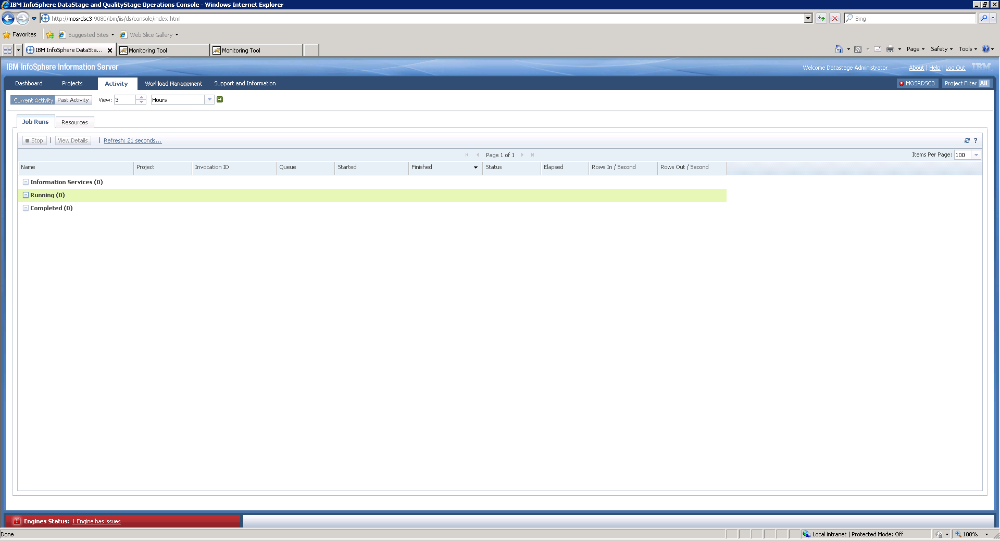 IBM InfoSphere DataStage and QualityStage Operations Console - Windows Internet Explorer
http://mosrdsc3:9080/ibm/iis/ds/console/index.html
Bing
Favorites
Suggested Sites
Web Slice Gallery
IBM InfoSphere DataSta...
Monitoring Tool
Monitoring Tool
Page
Safety
Tools
IBM InfoSphere Information Server
Welcome Datastage Administrator
About | Help | Log Out
IBM.
Dashboard
Projects
Activity
Workload Management
Support and Information
MOSRDSC3
Project Filter All
Current Activity
Past Activity
View: 3
Hours
Job Runs
Resources
Stop
View Details
Refresh: 21 seconds...
?
Page 1 of 1
Items Per Page: 100
Name
Project
Invocation ID
Queue
Started
Finished
Status
Elapsed
Rows In / Second
Rows Out / Second
Information Services (0)
Running (0)
Completed (0)
Engines Status: 1 Engine has issues
Done
Local intranet | Protected Mode: Off
100%